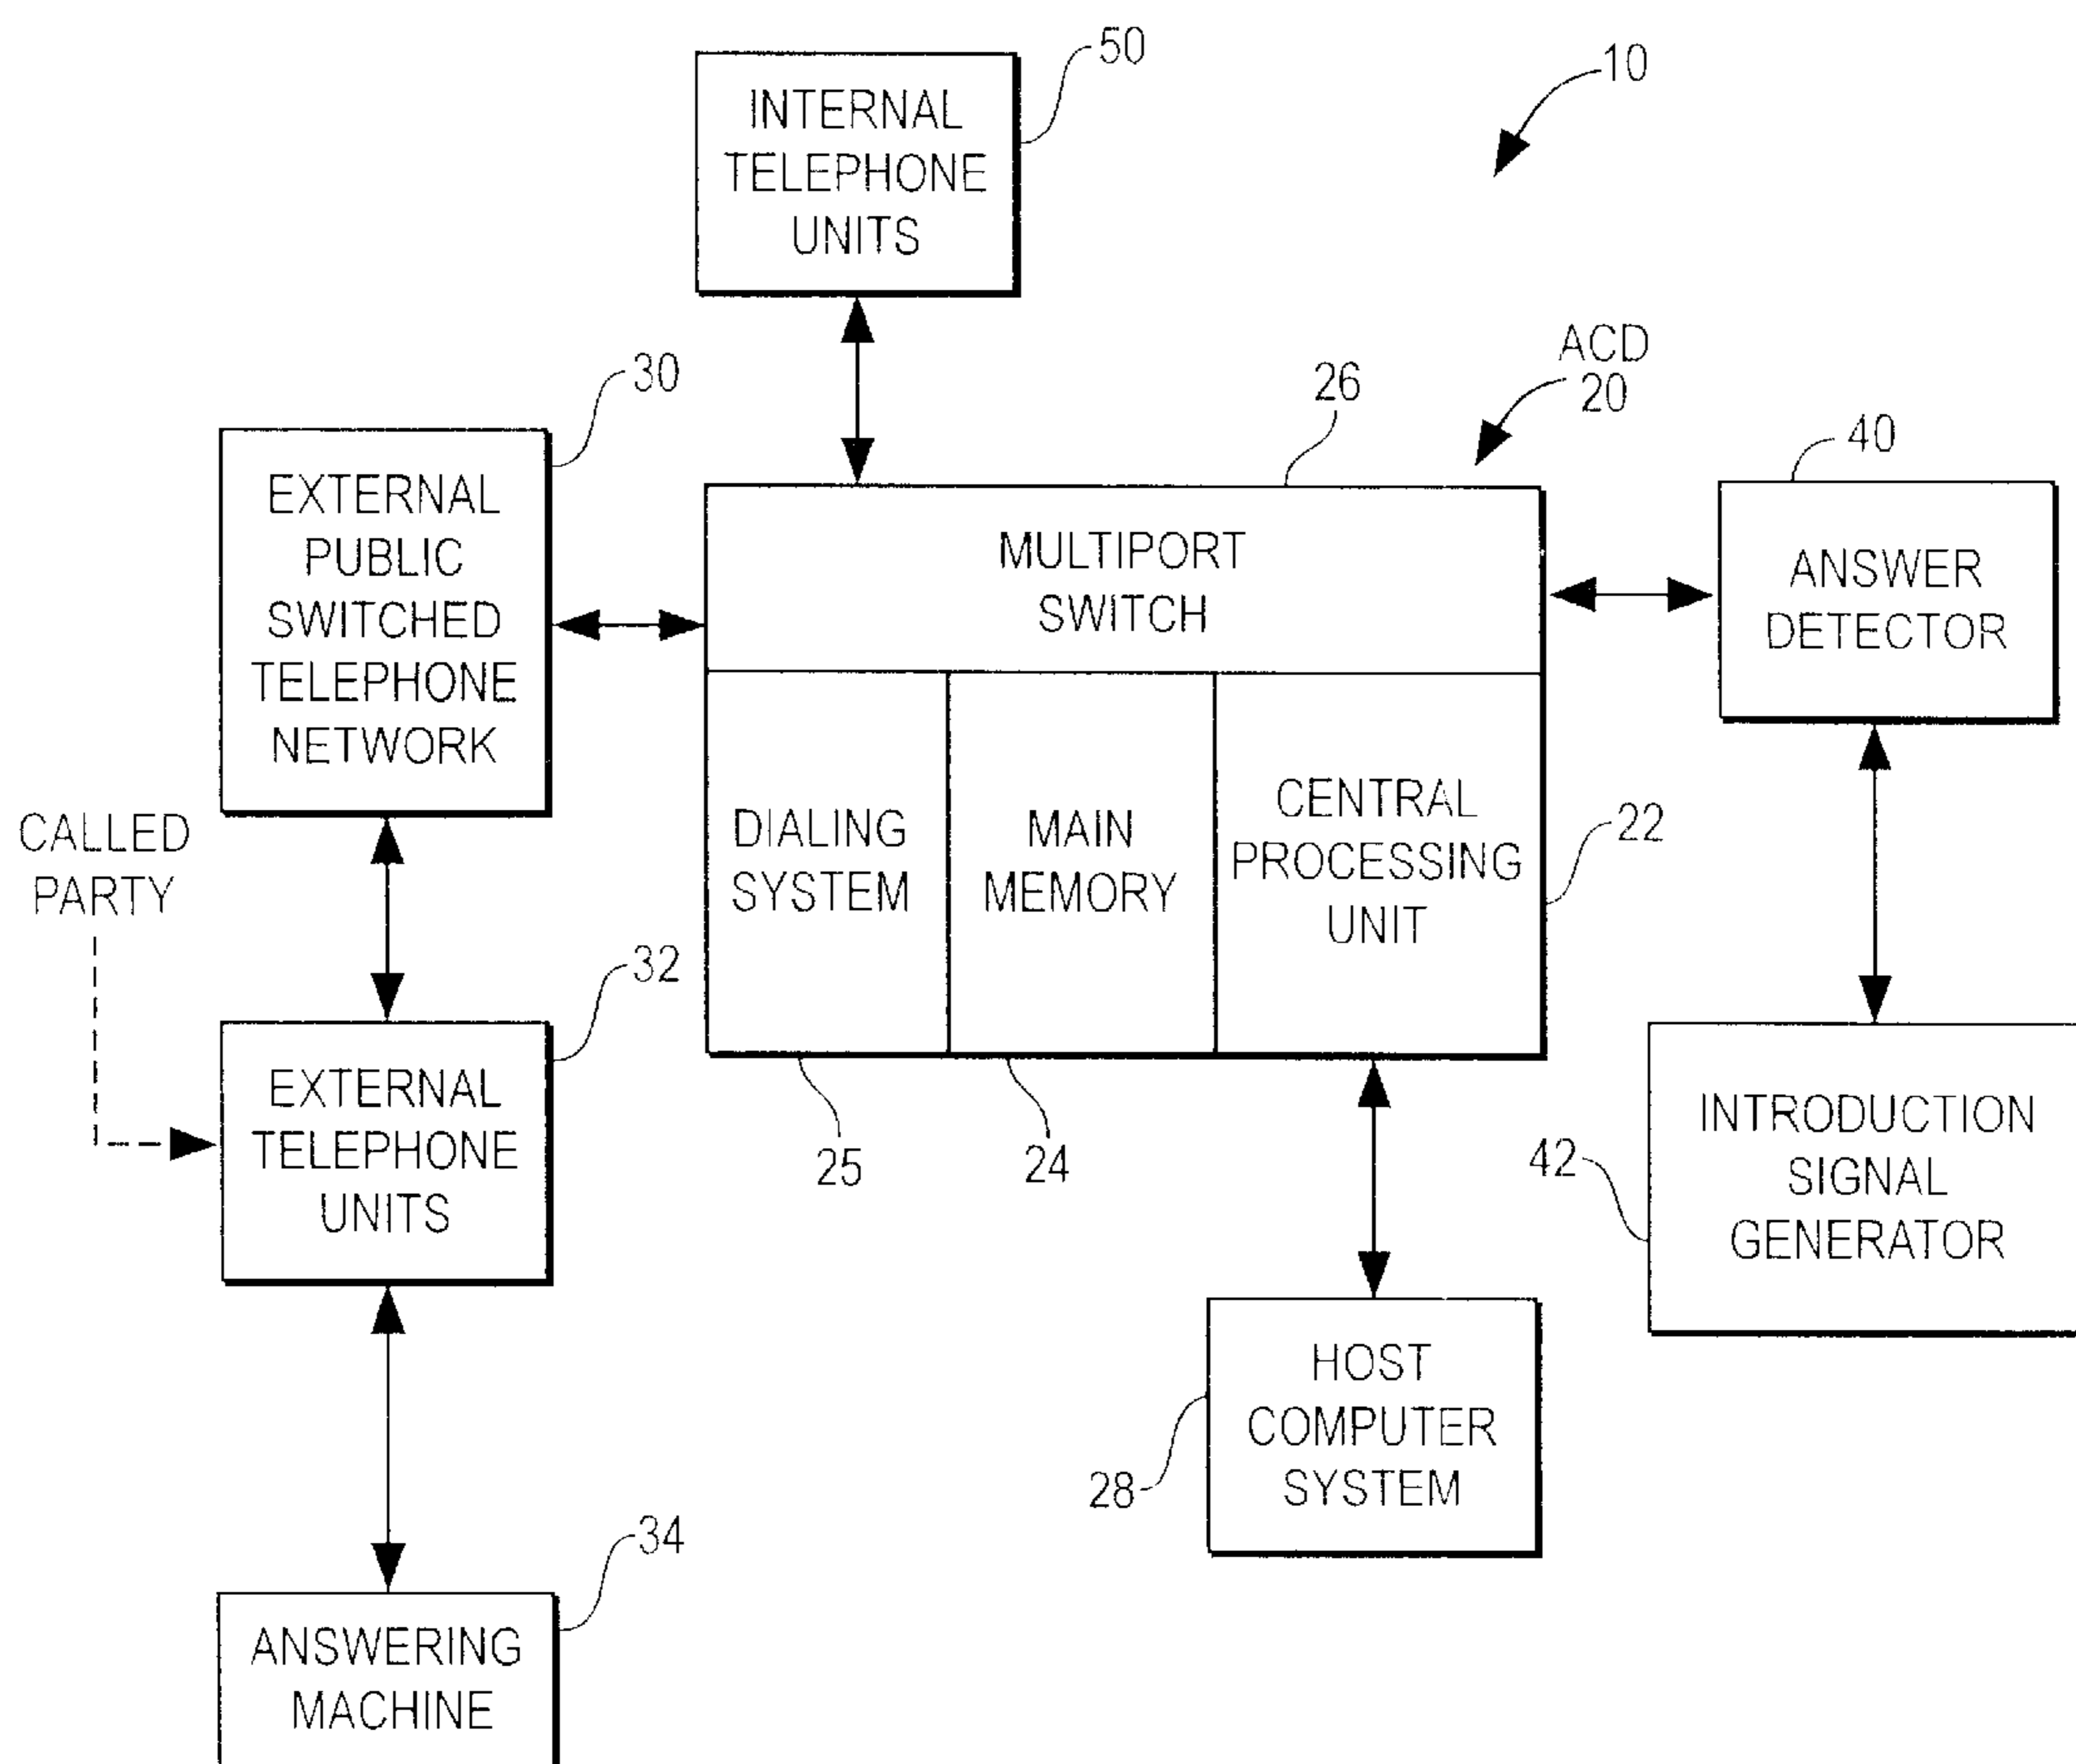 50
10
INTERNAL
TELEPHONE
UNITS
ACD
20
30
26
40
EXTERNAL
PUBLIC
SWITCHED
TELEPHONE
NETWORK
MULTIPORT
SWITCH
ANSWER
DETECTOR
CALLED
PARTY
DIALING
SYSTEM
MAIN
MEMORY
CENTRAL
PROCESSING
UNIT
22
32
EXTERNAL
TELEPHONE
UNITS
25
24
42
INTRODUCTION
SIGNAL
GENERATOR
HOST
COMPUTER
SYSTEM
28
34
ANSWERING
MACHINE